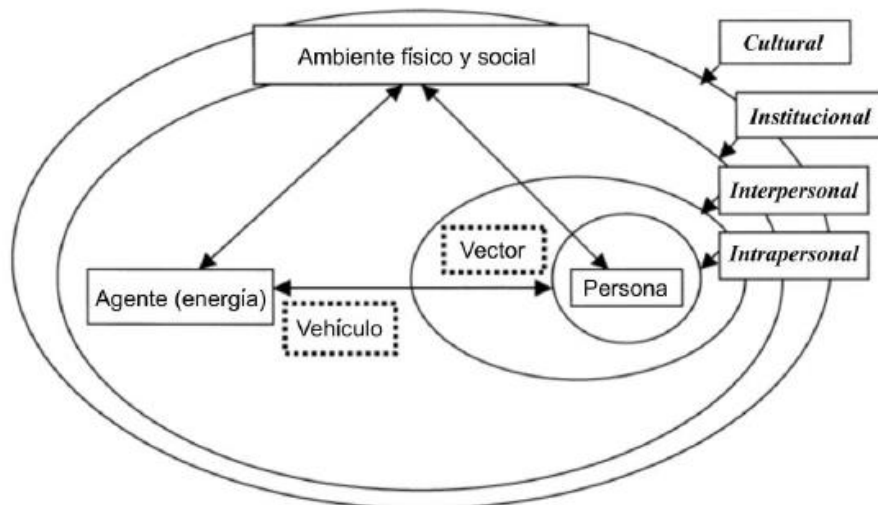 Ambiente físico y social
Cultural
Institucional
Interpersonal
Intrapersonal
Vector
Agente (energía)
Persona
Vehículo